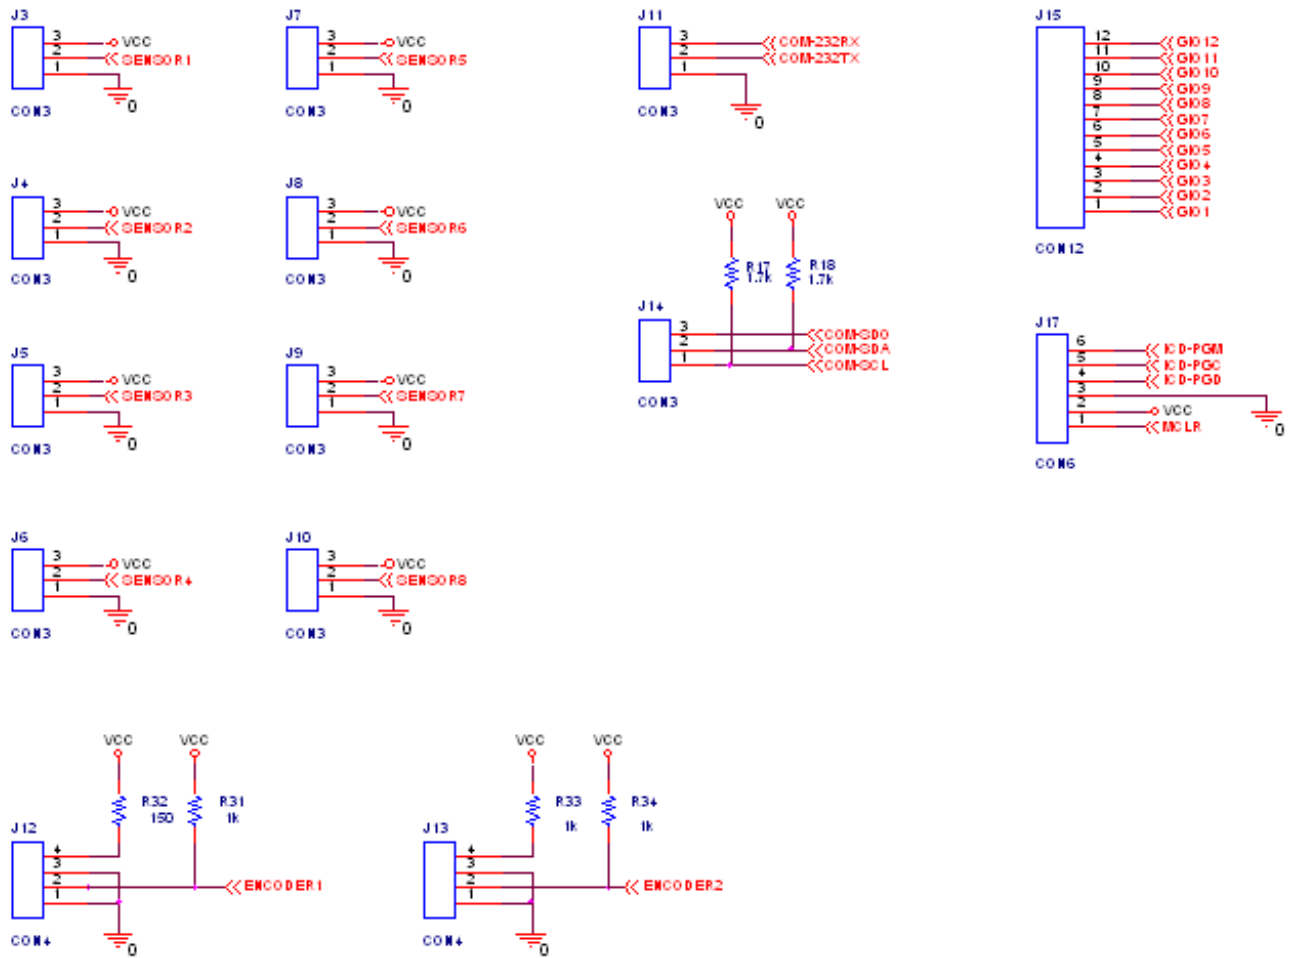 J3
3 VCC
2 SENSOR1
1
0
CON3
J7
3 VCC
2 SENSOR5
1
0
CON3
J11
3 COM-232RX
2 COM-232TX
1
0
CON3
J15
12 GIO12
11 GIO11
10 GIO10
9 GIO9
8 GIO8
7 GIO7
6 GIO6
5 GIO5
4 GIO4
3 GIO3
2 GIO2
1 GIO1
CON12
J4
3 VCC
2 SENSOR2
1
0
CON3
J8
3 VCC
2 SENSOR6
1
0
CON3
VCC VCC
R17 R18
1.7k 1.7k
J14
3 COM-SDO
2 COM-SDA
1 COM-SCL
CON3
J17
6 ICD-PGM
5 ICD-PGC
4 ICD-PGD
3
2 VCC
1 MCLR
0
CON6
J5
3 VCC
2 SENSOR3
1
0
CON3
J9
3 VCC
2 SENSOR7
1
0
CON3
J6
3 VCC
2 SENSOR4
1
0
CON3
J10
3 VCC
2 SENSOR8
1
0
CON3
VCC VCC
R32 R31
150 1k
J12
4
3
2 ENCODER1
1
0
CON4
VCC VCC
R33 R34
1k 1k
J13
4
3
2 ENCODER2
1
0
CON4